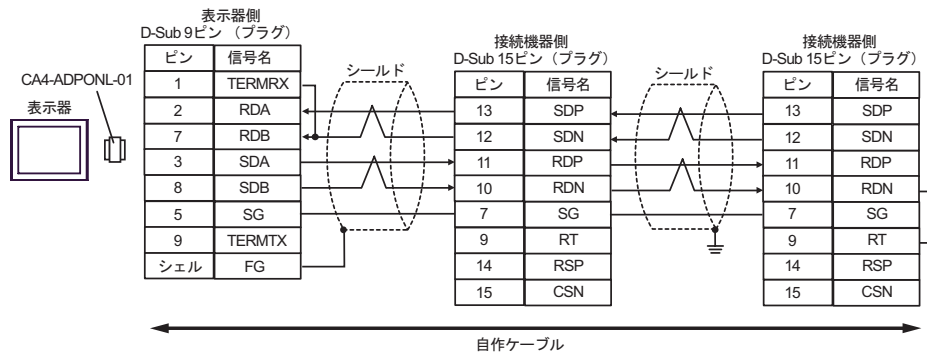 表示器側
D-Sub 9ピン （プラグ）
ピン 信号名
1 TERMRX
2 RDA
7 RDB
3 SDA
8 SDB
5 SG
9 TERMTX
シェル FG
CA4-ADPONL-01
表示器
シールド
接続機器側
D-Sub 15ピン（プラグ）
ピン 信号名
13 SDP
12 SDN
11 RDP
10 RDN
7 SG
9 RT
14 RSP
15 CSN
シールド
接続機器側
D-Sub 15ピン（プラグ）
ピン 信号名
13 SDP
12 SDN
11 RDP
10 RDN
7 SG
9 RT
14 RSP
15 CSN
自作ケーブル